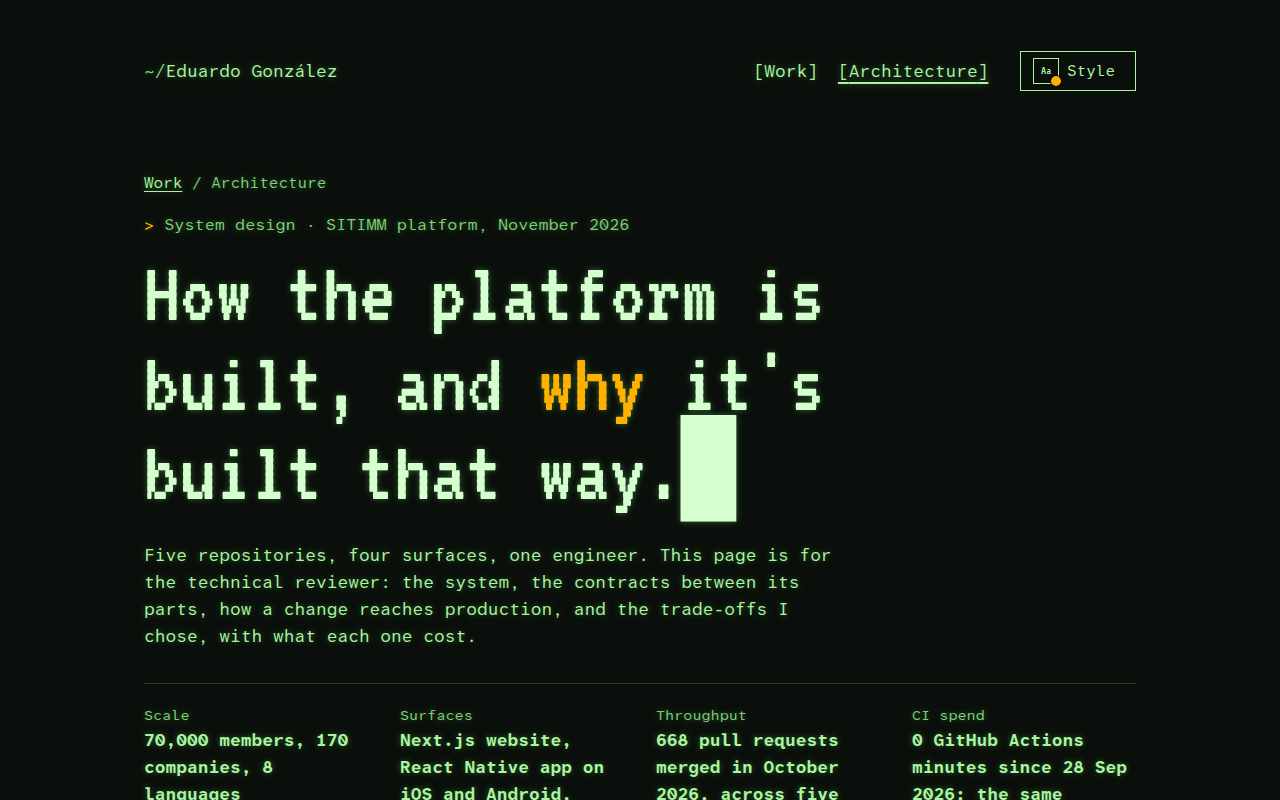 ~/Eduardo González
[Work] [Architecture]
Aa Style
Work / Architecture
> System design · SITIMM platform, November 2026
How the platform is
built, and why it's
built that way.
Five repositories, four surfaces, one engineer. This page is for
the technical reviewer: the system, the contracts between its
parts, how a change reaches production, and the trade-offs I
chose, with what each one cost.
Scale
70,000 members, 170
companies, 8
languages
Surfaces
Next.js website,
React Native app on
iOS and Android,
Throughput
668 pull requests
merged in October
2026, across five
CI spend
0 GitHub Actions
minutes since 28 Sep
2026: the same